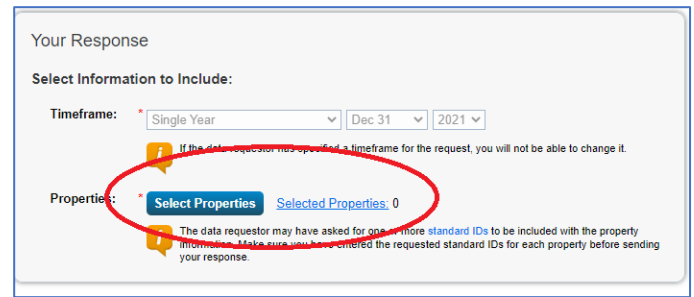 Your Response
Select Information to Include:
Timeframe: * Single Year Dec 31 2021
If the data requestor has specified a timeframe for the request, you will not be able to change it.
Properties: * Select Properties Selected Properties: 0
The data requestor may have asked for one or more standard IDs to be included with the property
information. Make sure you have entered the requested standard IDs for each property before sending
your response.